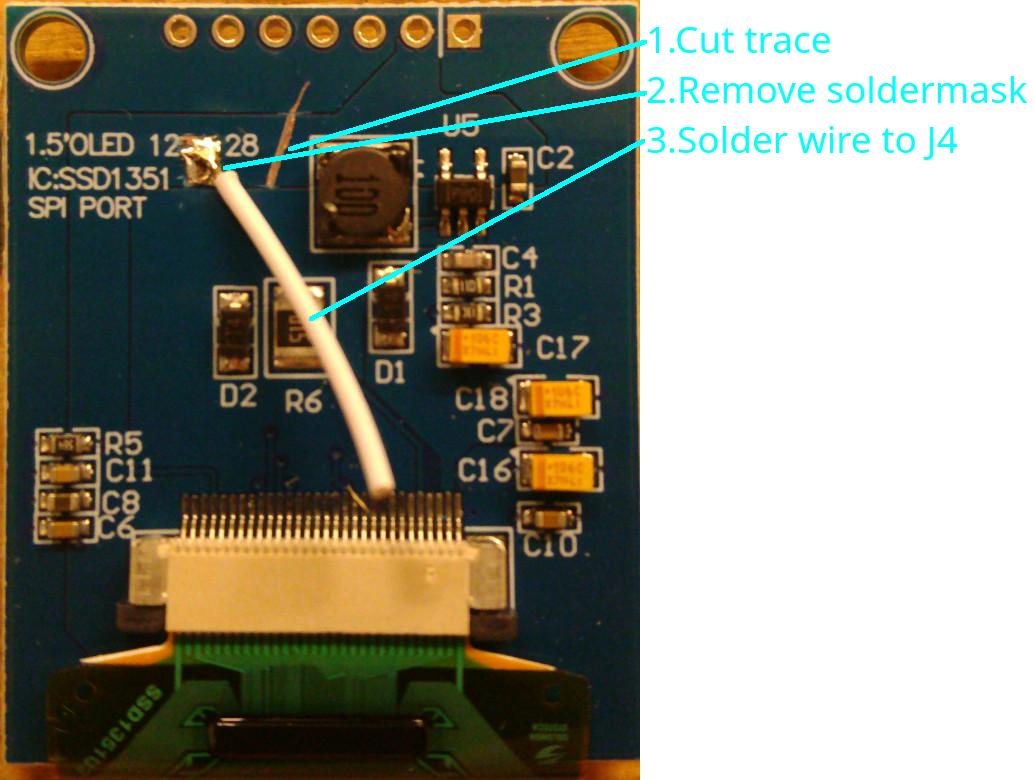 1.Cut trace
2.Remove soldermask
3.Solder wire to J4
1.5'OLED 12 28
IC:SSD1351
SPI PORT
U5
C2
100
C4
R1
R3
C17
D1
D2
R6
C18
C7
C16
C10
R5
C11
C8
C6